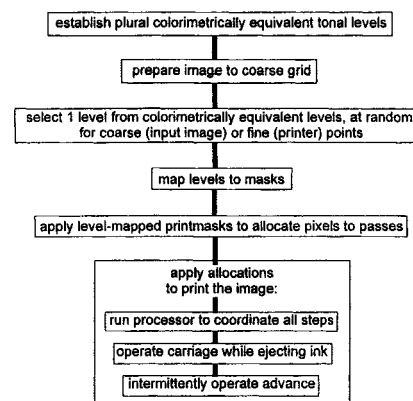 establish plural colorimetrically equivalent tonal levels
prepare image to coarse grid
select 1 level from colorimetrically equivalent levels, at random
for coarse (input image) or fine (printer) points
map levels to masks
apply level-mapped printmasks to allocate pixels to passes
apply allocations
to print the image:
run processor to coordinate all steps
operate carriage while ejecting ink
intermittently operate advance